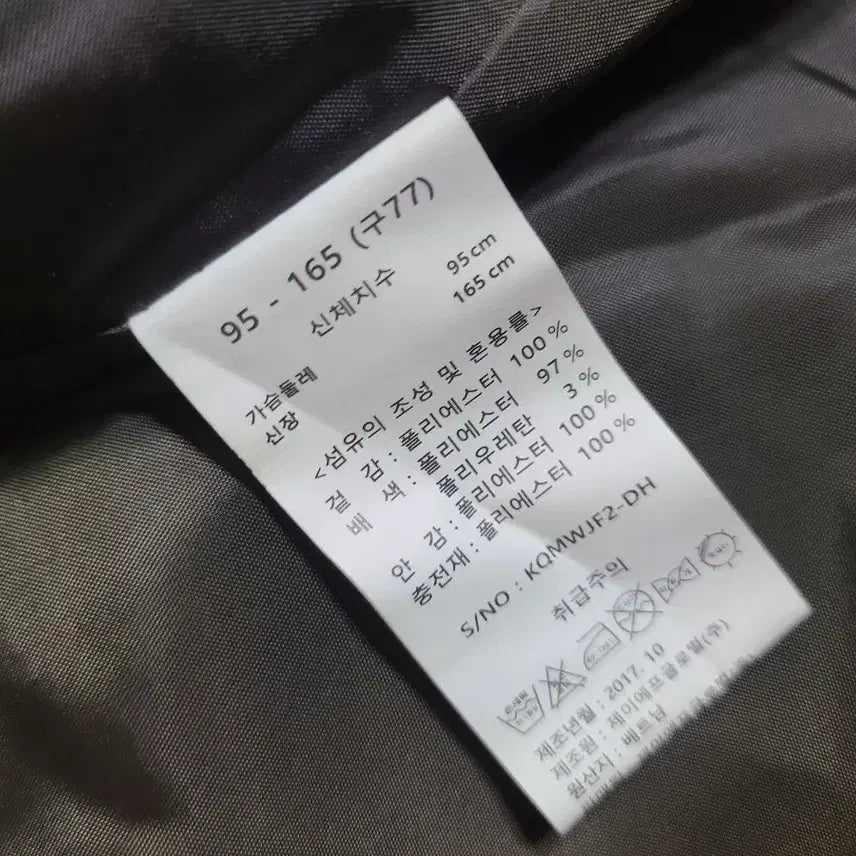 95 - 165 (구77)
신체치수
가슴둘레 95cm
신장 165cm
<섬유의 조성 및 혼용률>
겉 감 : 폴리에스터 100%
배 색 : 폴리에스터 97%
폴리우레탄 3%
안 감 : 폴리에스터 100%
충전재 : 폴리에스터 100%
S/NO : KQMWJF2-DH
취급주의
제조년월 : 2017. 10
제조원 : 제이에프글로벌(주)
원산지 : 베트남